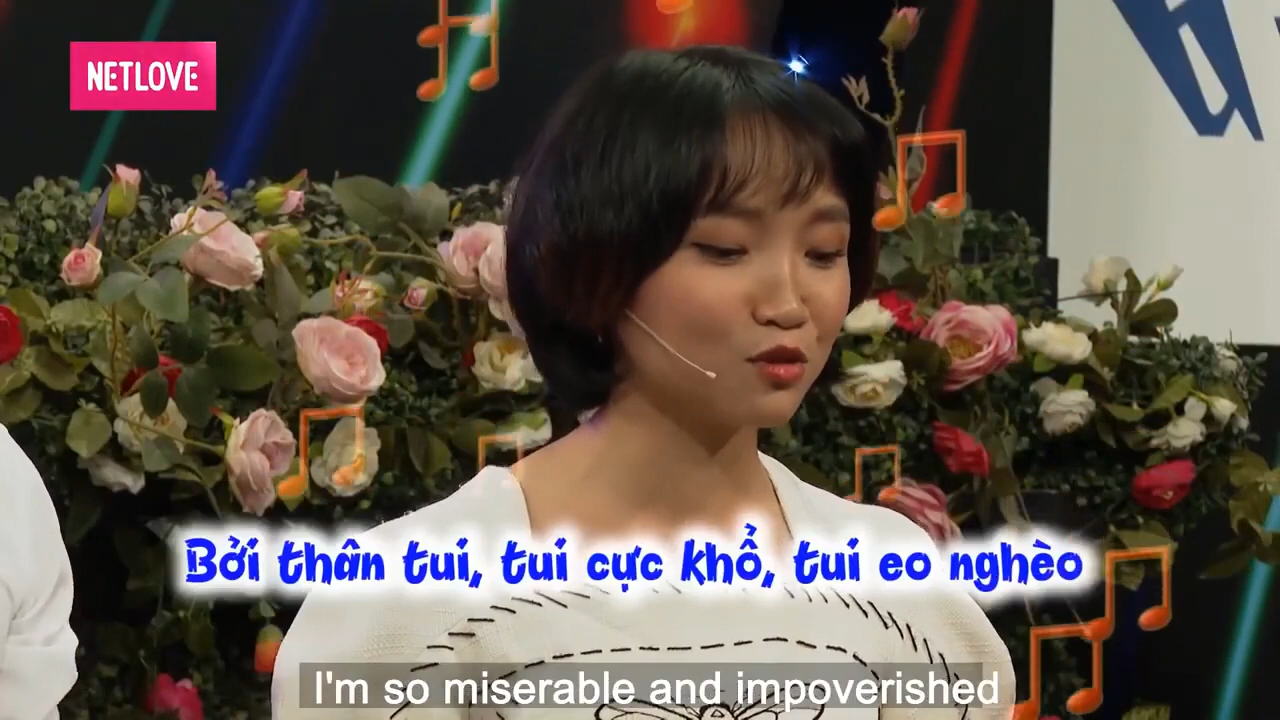 NETLOVE
Bởi thân tui, tui cực khổ, tui eo nghèo
I'm so miserable and impoverished